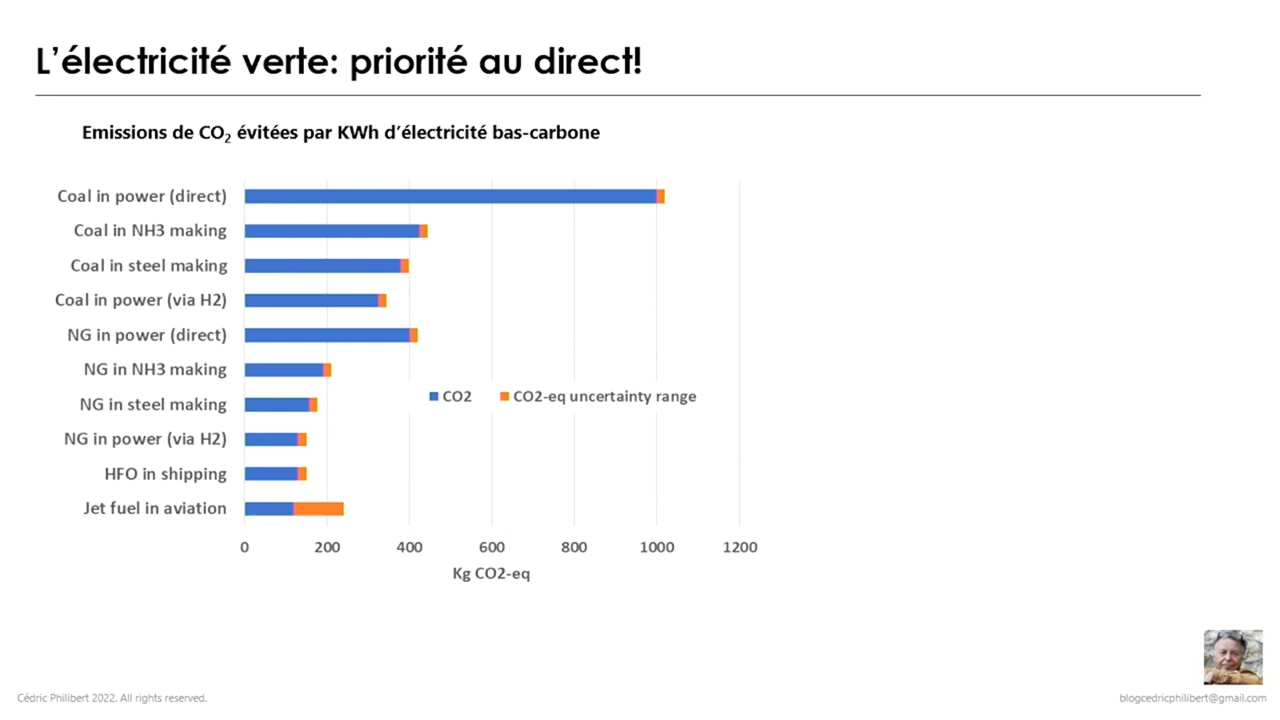 L’électricité verte: priorité au direct!
Emissions de CO₂ évitées par KWh d’électricité bas-carbone
Coal in power (direct)
Coal in NH3 making
Coal in steel making
Coal in power (via H2)
NG in power (direct)
NG in NH3 making
NG in steel making
NG in power (via H2)
HFO in shipping
Jet fuel in aviation
CO2 CO2-eq uncertainty range
0 200 400 600 800 1000 1200
Kg CO2-eq
Cédric Philibert 2022. All rights reserved.
blogcedricphilibert@gmail.com